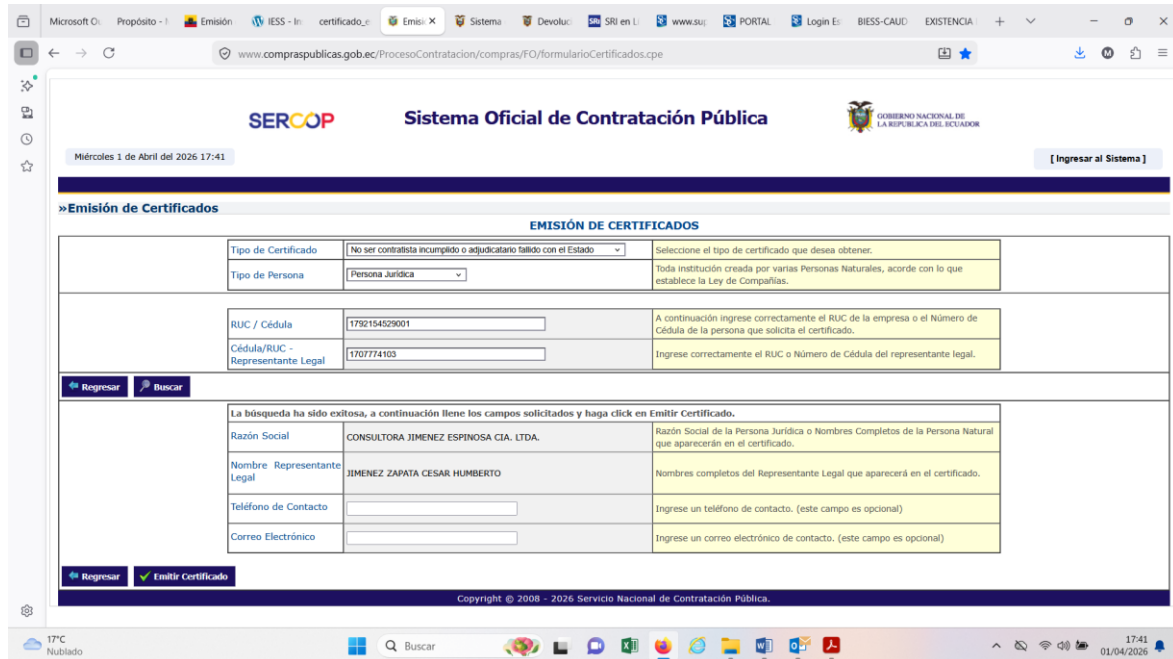 Microsoft Ou
Propósito - I
Emisión
IESS - In
certificado_e
Emisi
Sistema
Devoluc
SRi
SRI en Li
www.sup
PORTAL
Login Es
BIESS-CAUD
EXISTENCIA
www.compraspublicas.gob.ec/ProcesoContratacion/compras/FO/formularioCertificados.cpe
SERCOP
Sistema Oficial de Contratación Pública
GOBIERNO NACIONAL DE
LA REPUBLICA DEL ECUADOR
Miércoles 1 de Abril del 2026 17:41
[ Ingresar al Sistema ]
»Emisión de Certificados
EMISIÓN DE CERTIFICADOS
Tipo de Certificado
No ser contratista incumplido o adjudicatario fallido con el Estado
Seleccione el tipo de certificado que desea obtener.
Tipo de Persona
Persona Jurídica
Toda institución creada por varias Personas Naturales, acorde con lo que
establece la Ley de Compañías.
RUC / Cédula
1792154529001
A continuación ingrese correctamente el RUC de la empresa o el Número de
Cédula de la persona que solicita el certificado.
Cédula/RUC -
Representante Legal
1707774103
Ingrese correctamente el RUC o Número de Cédula del representante legal.
Regresar
Buscar
La búsqueda ha sido exitosa, a continuación llene los campos solicitados y haga click en Emitir Certificado.
Razón Social
CONSULTORA JIMENEZ ESPINOSA CIA. LTDA.
Razón Social de la Persona Jurídica o Nombres Completos de la Persona Natural
que aparecerán en el certificado.
Nombre Representante
Legal
JIMENEZ ZAPATA CESAR HUMBERTO
Nombres completos del Representante Legal que aparecerá en el certificado.
Teléfono de Contacto
Ingrese un teléfono de contacto. (este campo es opcional)
Correo Electrónico
Ingrese un correo electrónico de contacto. (este campo es opcional)
Regresar
Emitir Certificado
Copyright © 2008 - 2026 Servicio Nacional de Contratación Pública.
17°C
Nublado
Buscar
17:41
01/04/2026